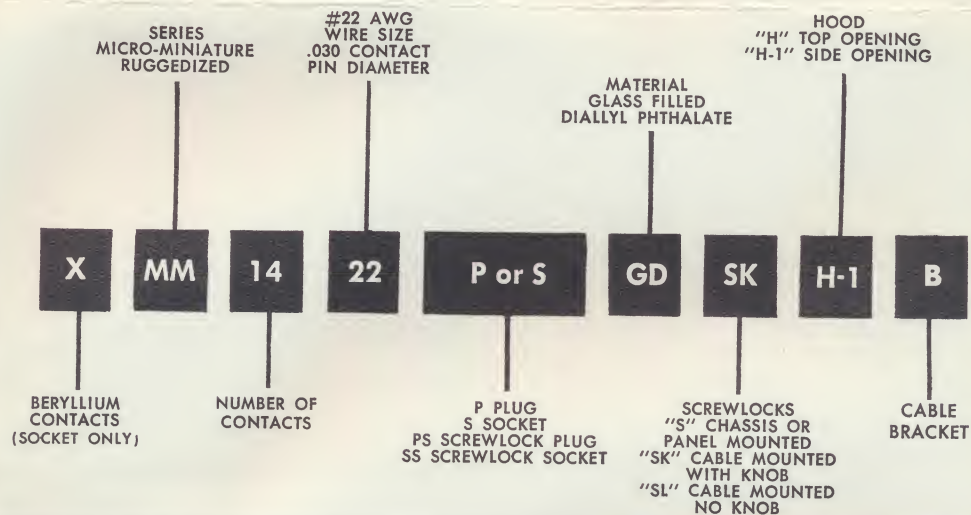 SERIES
MICRO-MINIATURE
RUGGEDIZED
#22 AWG
WIRE SIZE
.030 CONTACT
PIN DIAMETER
MATERIAL
GLASS FILLED
DIALLYL PHTHALATE
HOOD
"H" TOP OPENING
"H-1" SIDE OPENING
X MM 14 22 P or S GD SK H-1 B
BERYLLIUM
CONTACTS
(SOCKET ONLY)
NUMBER OF
CONTACTS
P PLUG
S SOCKET
PS SCREWLOCK PLUG
SS SCREWLOCK SOCKET
SCREWLOCKS
"S" CHASSIS OR
PANEL MOUNTED
"SK" CABLE MOUNTED
WITH KNOB
"SL" CABLE MOUNTED
NO KNOB
CABLE
BRACKET